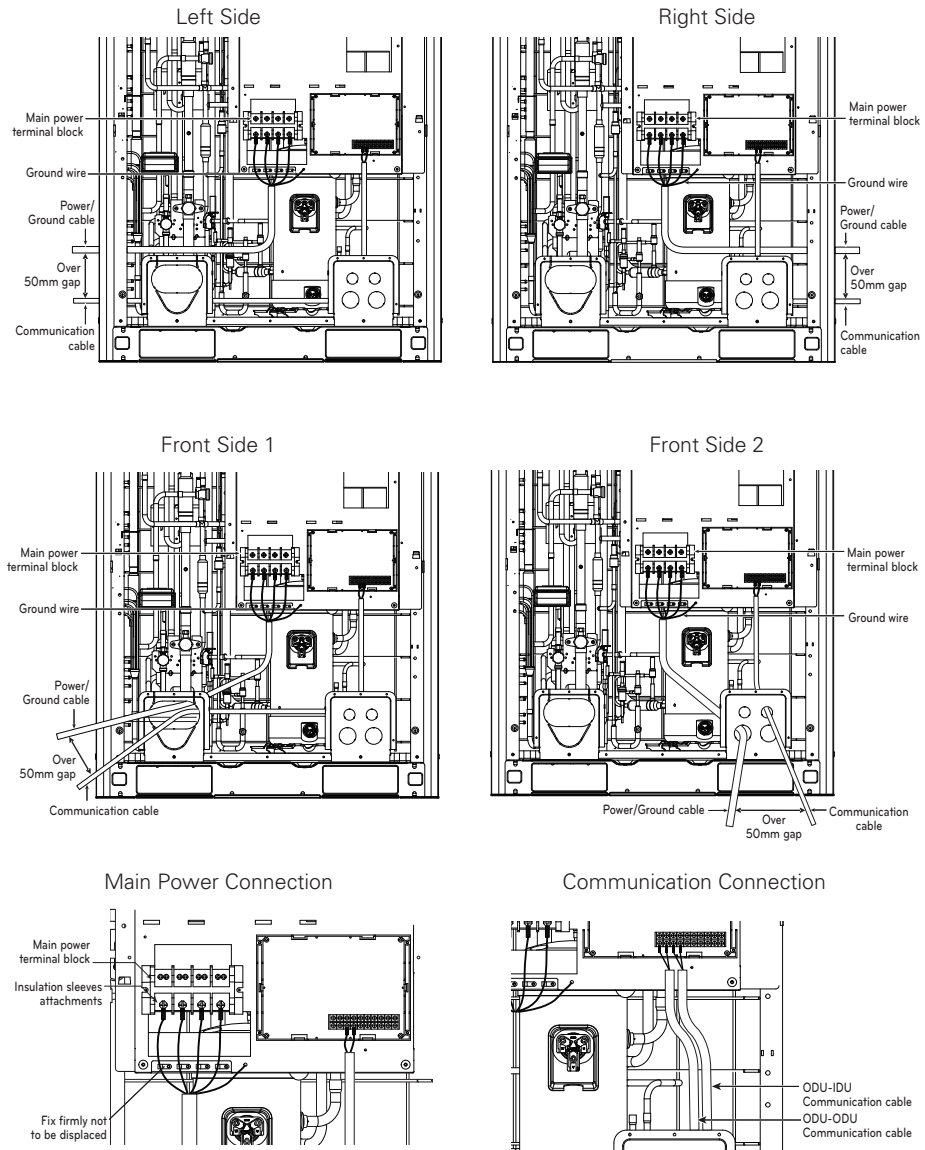 Left Side
Main power
terminal block
Ground wire
Power/
Ground cable
Over
50mm gap
Communication
cable
Right Side
Main power
terminal block
Ground wire
Power/
Ground cable
Over
50mm gap
Communication
cable
Front Side 1
Main power
terminal block
Ground wire
Power/
Ground cable
Over
50mm gap
Communication cable
Front Side 2
Main power
terminal block
Ground wire
Power/Ground cable
Over
50mm gap
Communication
cable
Main Power Connection
Main power
terminal block
Insulation sleeves
attachments
Fix firmly not
to be displaced
Communication Connection
ODU-IDU
Communication cable
ODU-ODU
Communication cable